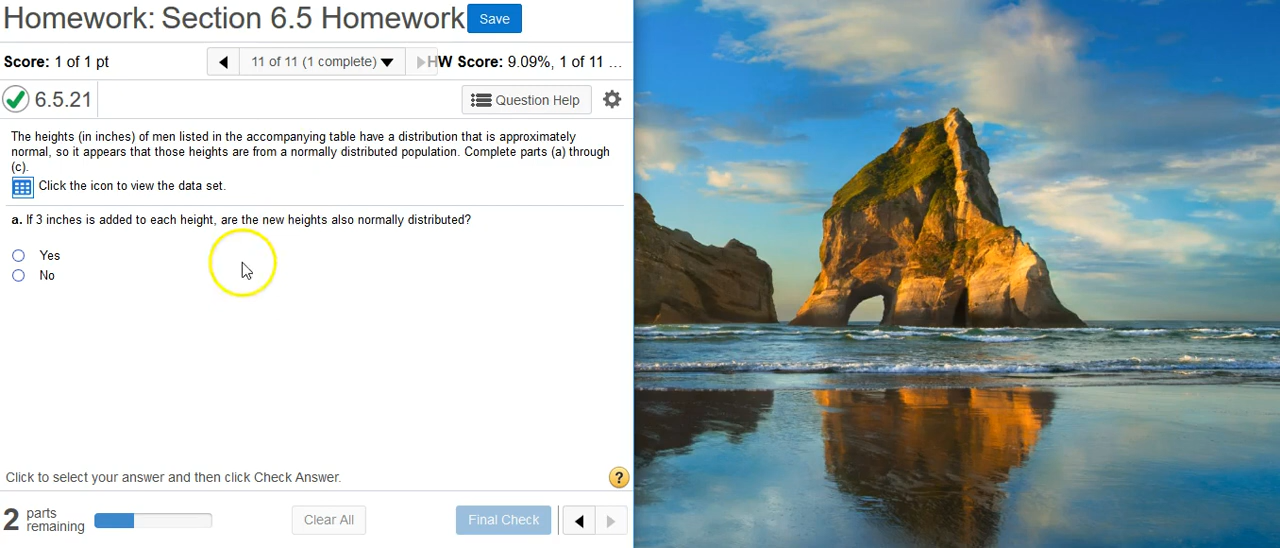 Homework: Section 6.5 Homework Save
Score: 1 of 1 pt 11 of 11 (1 complete) HW Score: 9.09%, 1 of 11 ...
6.5.21 Question Help
The heights (in inches) of men listed in the accompanying table have a distribution that is approximately
normal, so it appears that those heights are from a normally distributed population. Complete parts (a) through
(c).
Click the icon to view the data set.
a. If 3 inches is added to each height, are the new heights also normally distributed?
Yes
No
Click to select your answer and then click Check Answer. ?
2 parts remaining Clear All Final Check